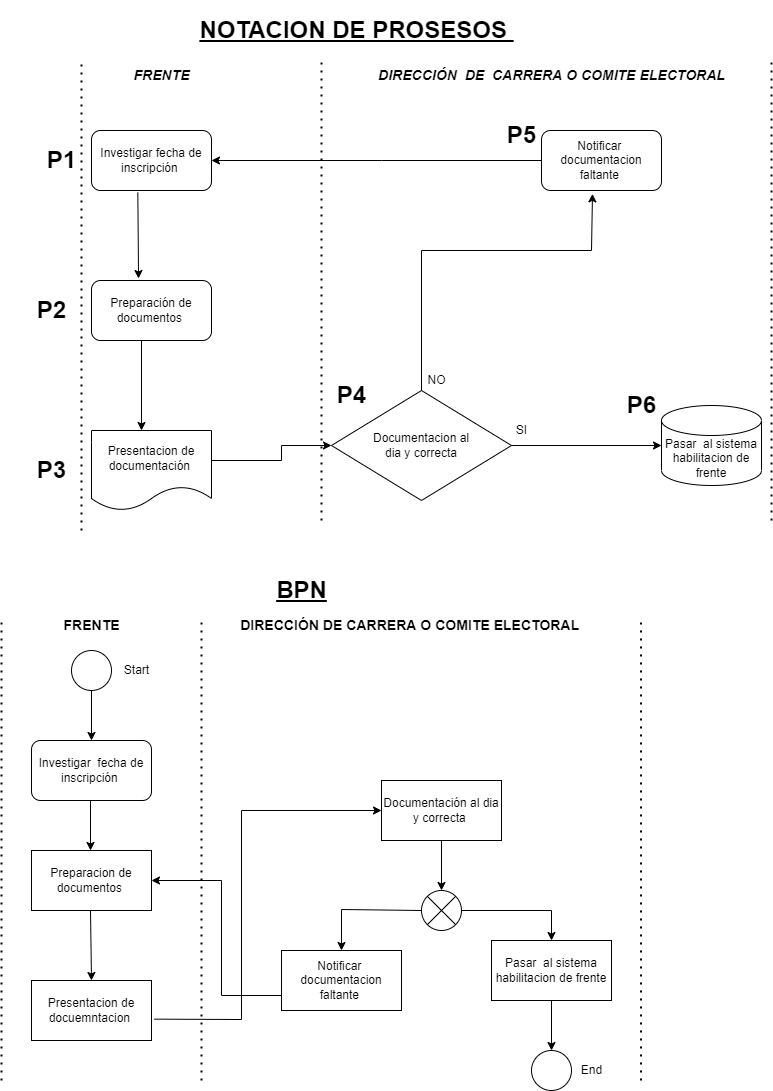 NOTACION DE PROSESOS
FRENTE
DIRECCIÓN DE CARRERA O COMITE ELECTORAL
P1
Investigar fecha de
inscripción
P5
Notificar
documentacion
faltante
P2
Preparación de
documentos
P3
Presentacion de
documentación
P4
NO
Documentacion al
dia y correcta
SI
P6
Pasar al sistema
habilitacion de
frente
BPN
FRENTE
DIRECCIÓN DE CARRERA O COMITE ELECTORAL
Start
Investigar fecha de
inscripción
Preparacion de
documentos
Presentacion de
docuemntacion
Documentación al dia
y correcta
Notificar
documentacion
faltante
Pasar al sistema
habilitacion de frente
End